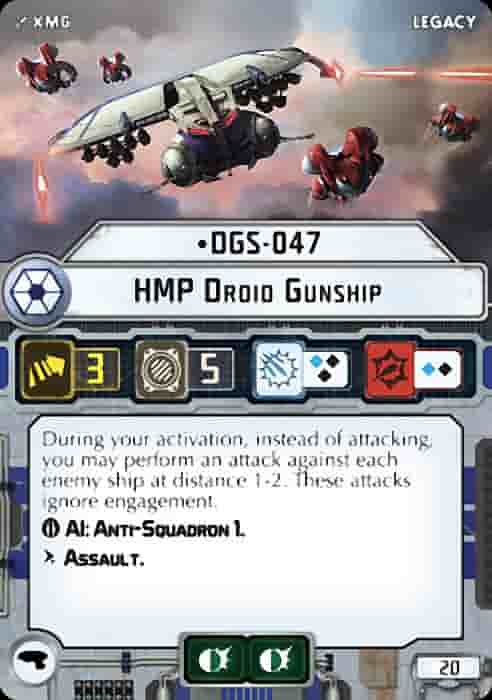 XMG LEGACY
•DGS-047
HMP Droid Gunship
3 5
During your activation, instead of attacking,
you may perform an attack against each
enemy ship at distance 1-2. These attacks
ignore engagement.
AI: Anti-Squadron 1.
Assault.
20